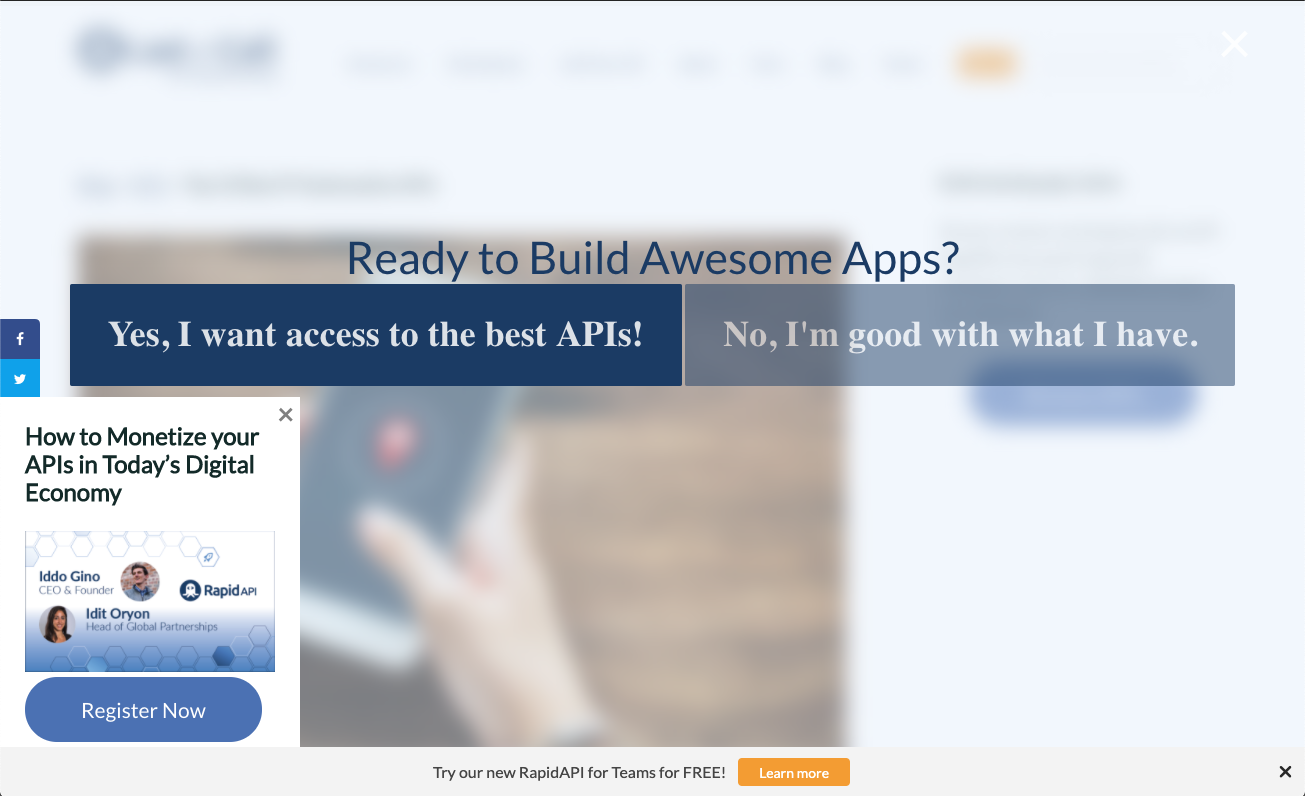 Ready to Build Awesome Apps?
Yes, I want access to the best APIs!
No, I'm good with what I have.
How to Monetize your
APIs in Today’s Digital
Economy
Iddo Gino
CEO & Founder
RapidAPI
Idit Oryon
Head of Global Partnerships
Register Now
Try our new RapidAPI for Teams for FREE!
Learn more